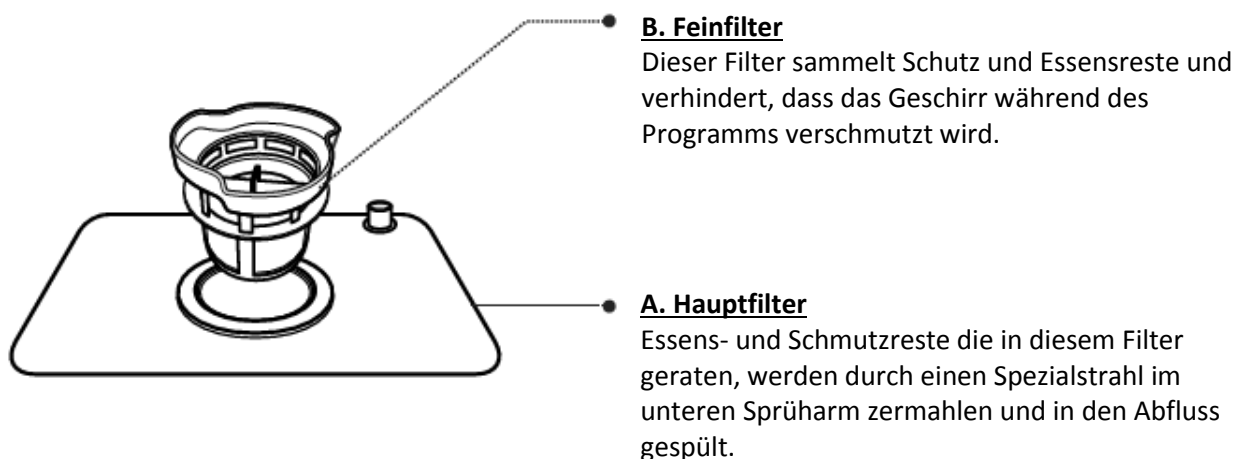 B. Feinfilter
Dieser Filter sammelt Schutz und Essensreste und
verhindert, dass das Geschirr während des
Programms verschmutzt wird.
A. Hauptfilter
Essens- und Schmutzreste die in diesem Filter
geraten, werden durch einen Spezialstrahl im
unteren Sprüharm zermahlen und in den Abfluss
gespült.